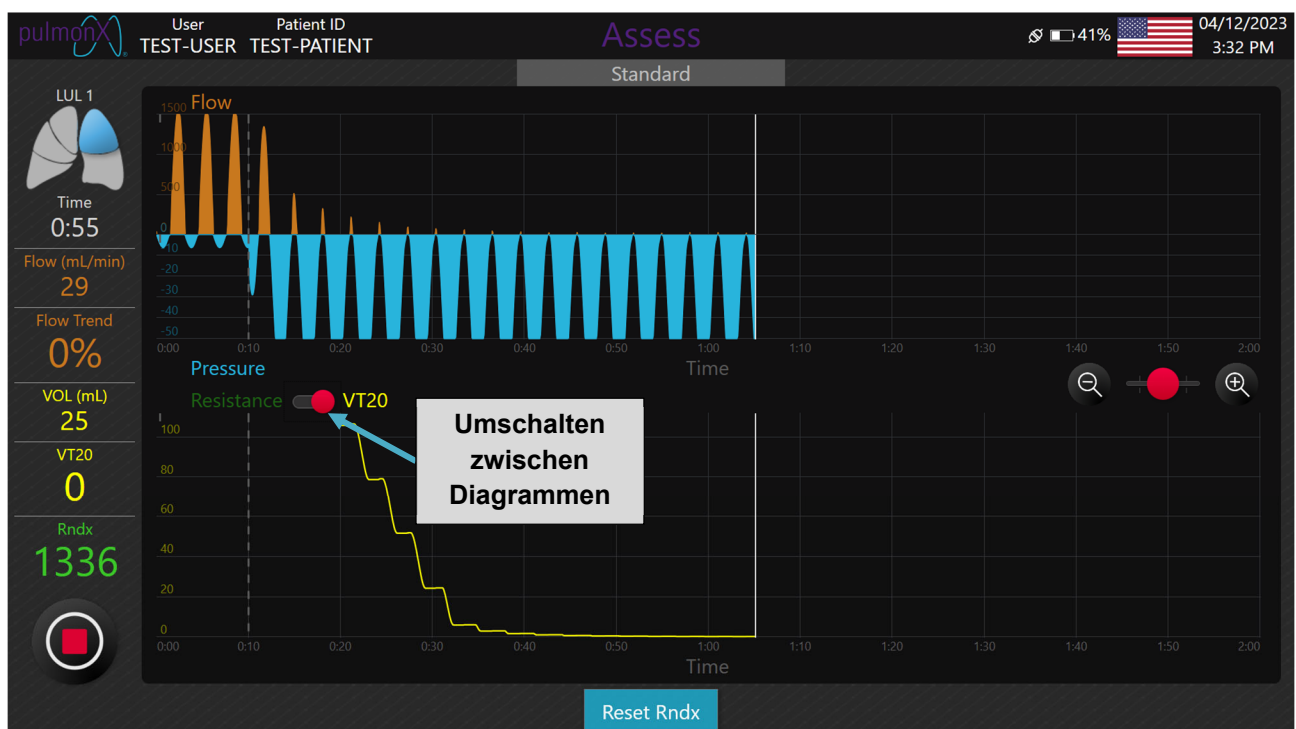 pulmonX
User
TEST-USER
Patient ID
TEST-PATIENT
Assess
41%
04/12/2023
3:32 PM
Standard
LUL 1
Time
0:55
Flow (mL/min)
29
Flow Trend
0%
VOL (mL)
25
VT20
0
Rndx
1336
Flow
1500
1000
500
0
-10
-20
-30
-40
-50
0:00 0:10 0:20 0:30 0:40 0:50 1:00 1:10 1:20 1:30 1:40 1:50 2:00
Pressure
Time
Resistance VT20
Umschalten
zwischen
Diagrammen
100
80
60
40
20
0
0:00 0:10 0:20 0:30 0:40 0:50 1:00 1:10 1:20 1:30 1:40 1:50 2:00
Time
Reset Rndx